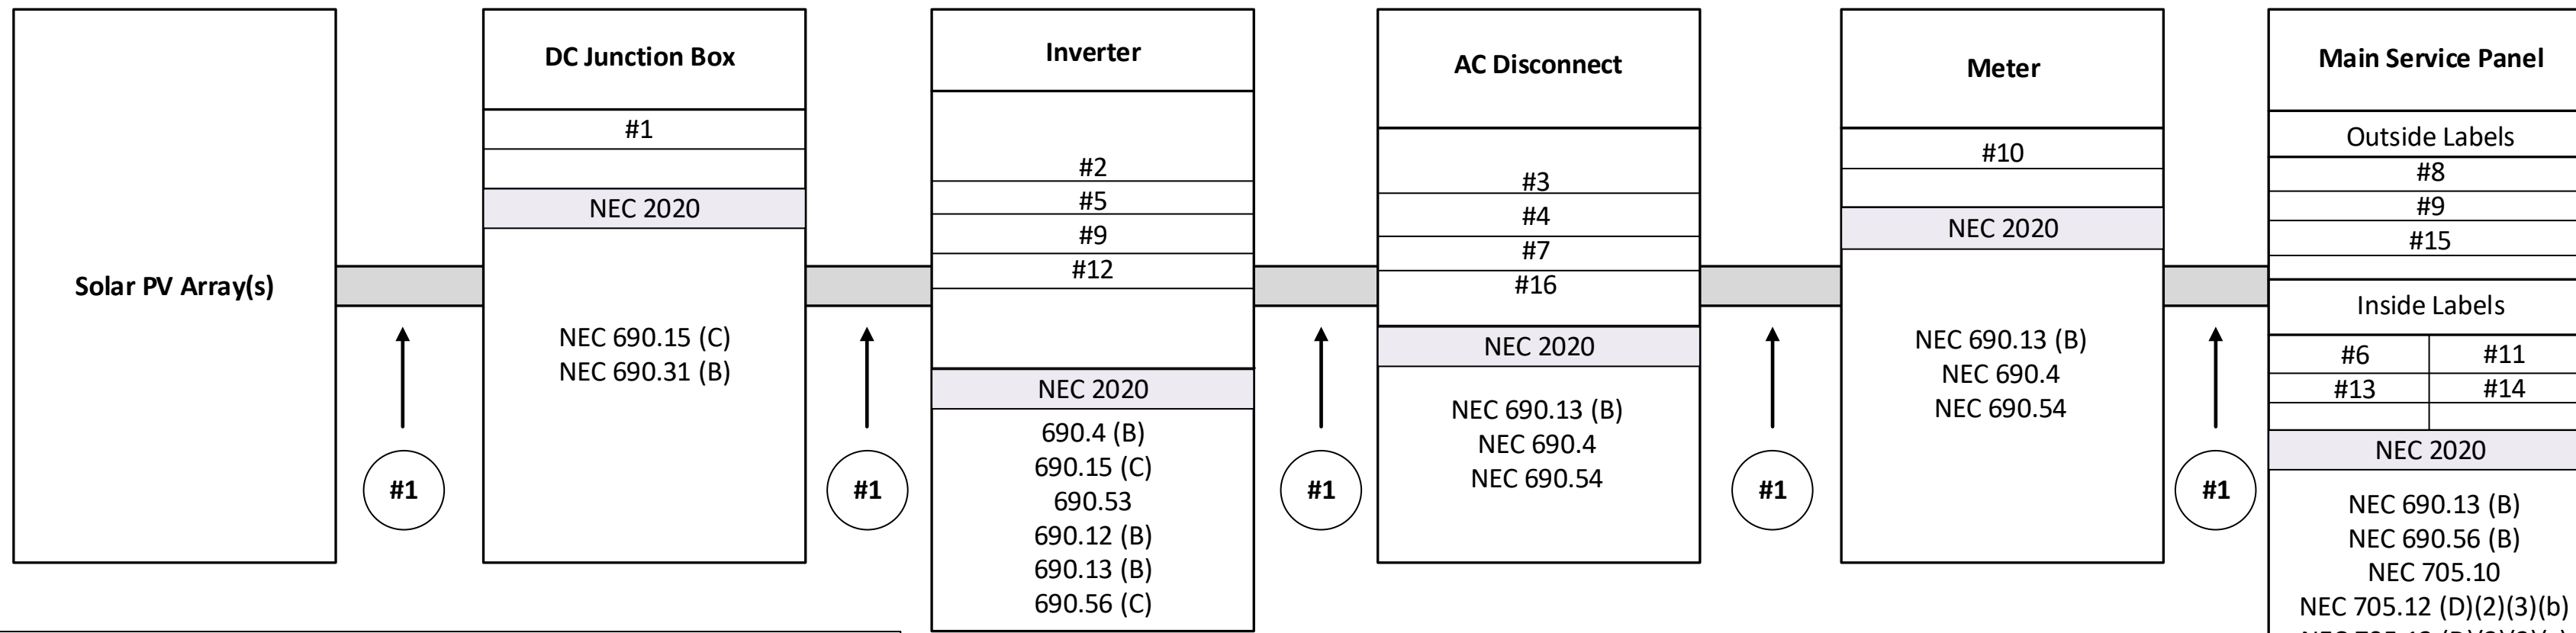 Solar PV Array(s)
#1
DC Junction Box
#1
NEC 2020
NEC 690.15 (C)
NEC 690.31 (B)
#1
Inverter
#2
#5
#9
#12
NEC 2020
690.4 (B)
690.15 (C)
690.53
690.12 (B)
690.13 (B)
690.56 (C)
#1
AC Disconnect
#3
#4
#7
#16
NEC 2020
NEC 690.13 (B)
NEC 690.4
NEC 690.54
#1
Meter
#10
NEC 2020
NEC 690.13 (B)
NEC 690.4
NEC 690.54
#1
Main Service Panel
Outside Labels
#8
#9
#15
Inside Labels
#6 #11
#13 #14
NEC 2020
NEC 690.13 (B)
NEC 690.56 (B)
NEC 705.10
NEC 705.12 (D)(2)(3)(b)